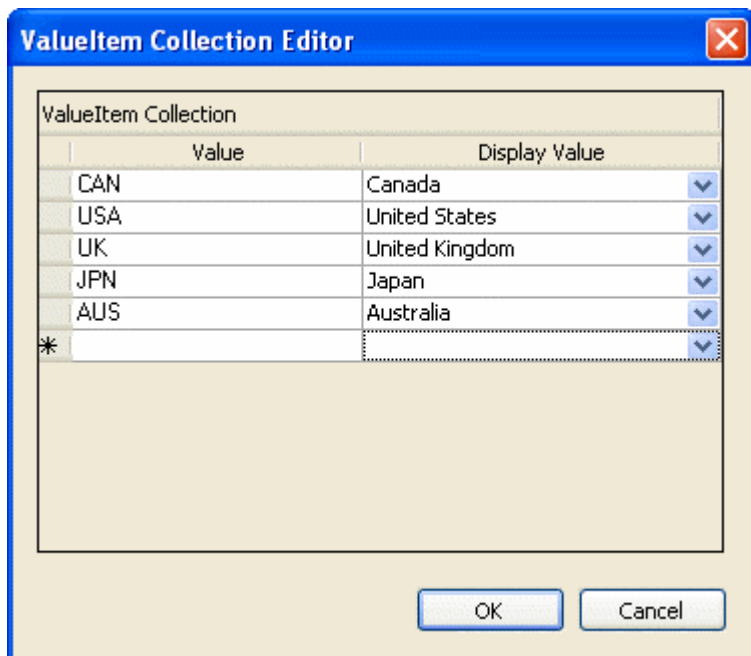 ValueItem Collection Editor
ValueItem Collection
Value Display Value
CAN Canada
USA United States
UK United Kingdom
JPN Japan
AUS Australia
*
OK Cancel